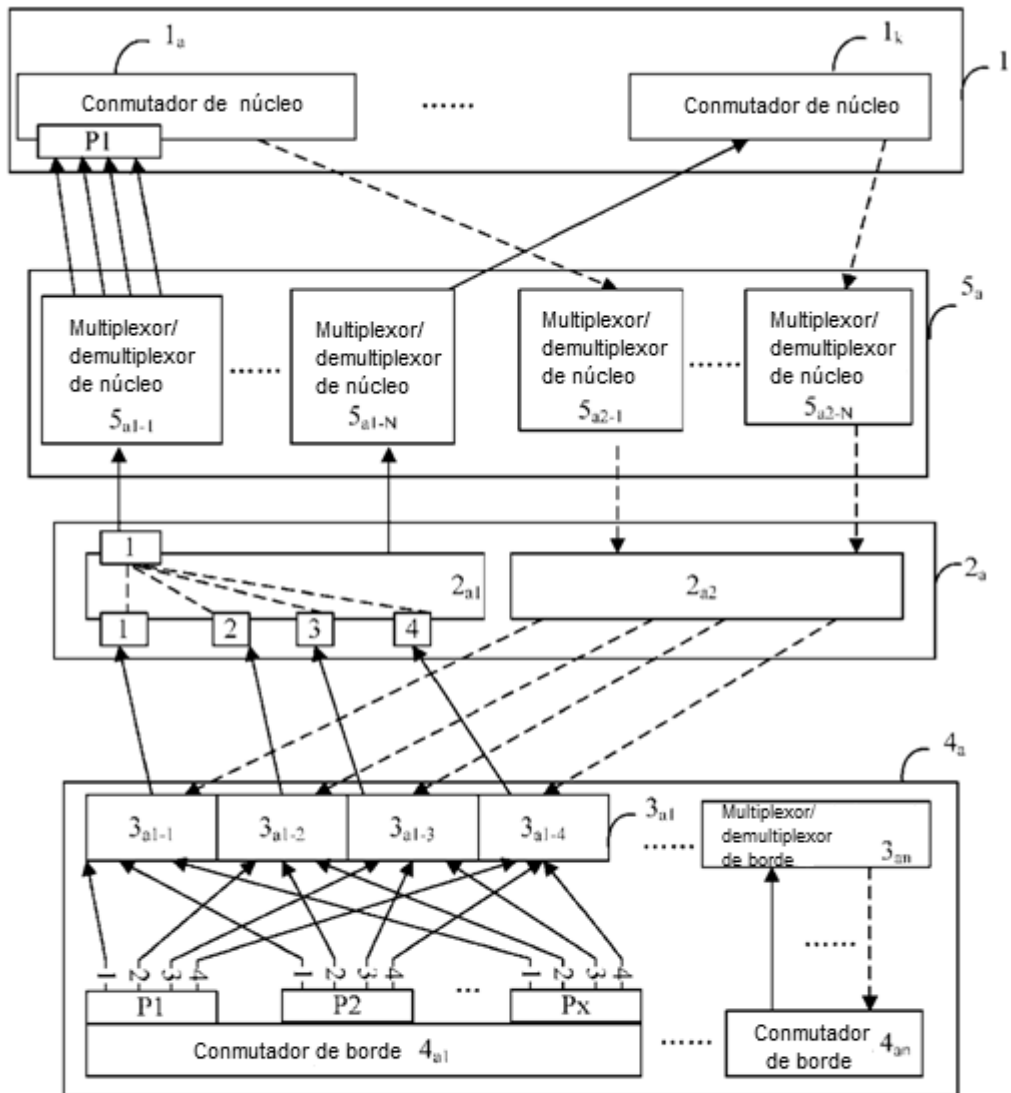 1a
1k
1
Conmutador de núcleo
......
Conmutador de núcleo
P1
5a
Multiplexor/
demultiplexor
de núcleo
5a1-1
......
Multiplexor/
demultiplexor
de núcleo
5a1-N
Multiplexor/
demultiplexor
de núcleo
5a2-1
......
Multiplexor/
demultiplexor
de núcleo
5a2-N
1
2a1
2a2
2a
1
2
3
4
4a
3a1-1
3a1-2
3a1-3
3a1-4
3a1
......
Multiplexor/
demultiplexor
de borde
3an
......
1 2 3 4
1 2 3 4
...
1 2 3 4
P1
P2
Px
Conmutador de borde 4a1
......
Conmutador
de borde
4an